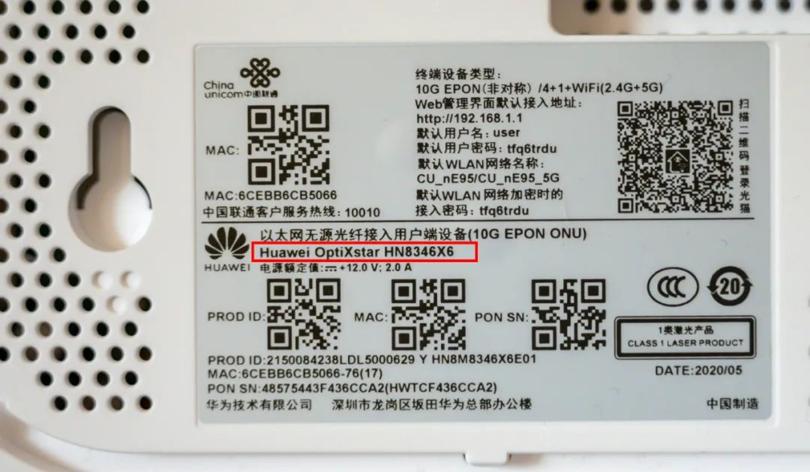 China
unicom中国联通
终端设备类型:
10G EPON(非对称) /4+1+WiFi(2.4G+5G)
Web管理界面默认接入地址:
http://192.168.1.1
默认用户名: user
默认用户密码: tfq6trdu
默认WLAN网络名称:
CU_nE95/CU_nE95_5G
默认WLAN 网络加密时的
接入密码: tfq6trdu
扫描二维码登录光猫
MAC:
MAC:6CEBB6CB5066
中国联通客户服务热线: 10010
HUAWEI
以太网无源光纤接入用户端设备(10G EPON ONU)
Huawei OptiXstar HN8346X6
电源额定值: ⎓ +12.0 V; 2.0 A
PROD ID:
MAC:
PON SN:
CCC
20
1类激光产品
CLASS 1 LASER PRODUCT
PROD ID:2150084238LDL5000629 Y HN8M8346X6E01
MAC:6CEBB6CB5066-76(17)
PON SN:48575443F436CCA2(HWTCF436CCA2)
DATE:2020/05
华为技术有限公司 深圳市龙岗区坂田华为总部办公楼
中国制造